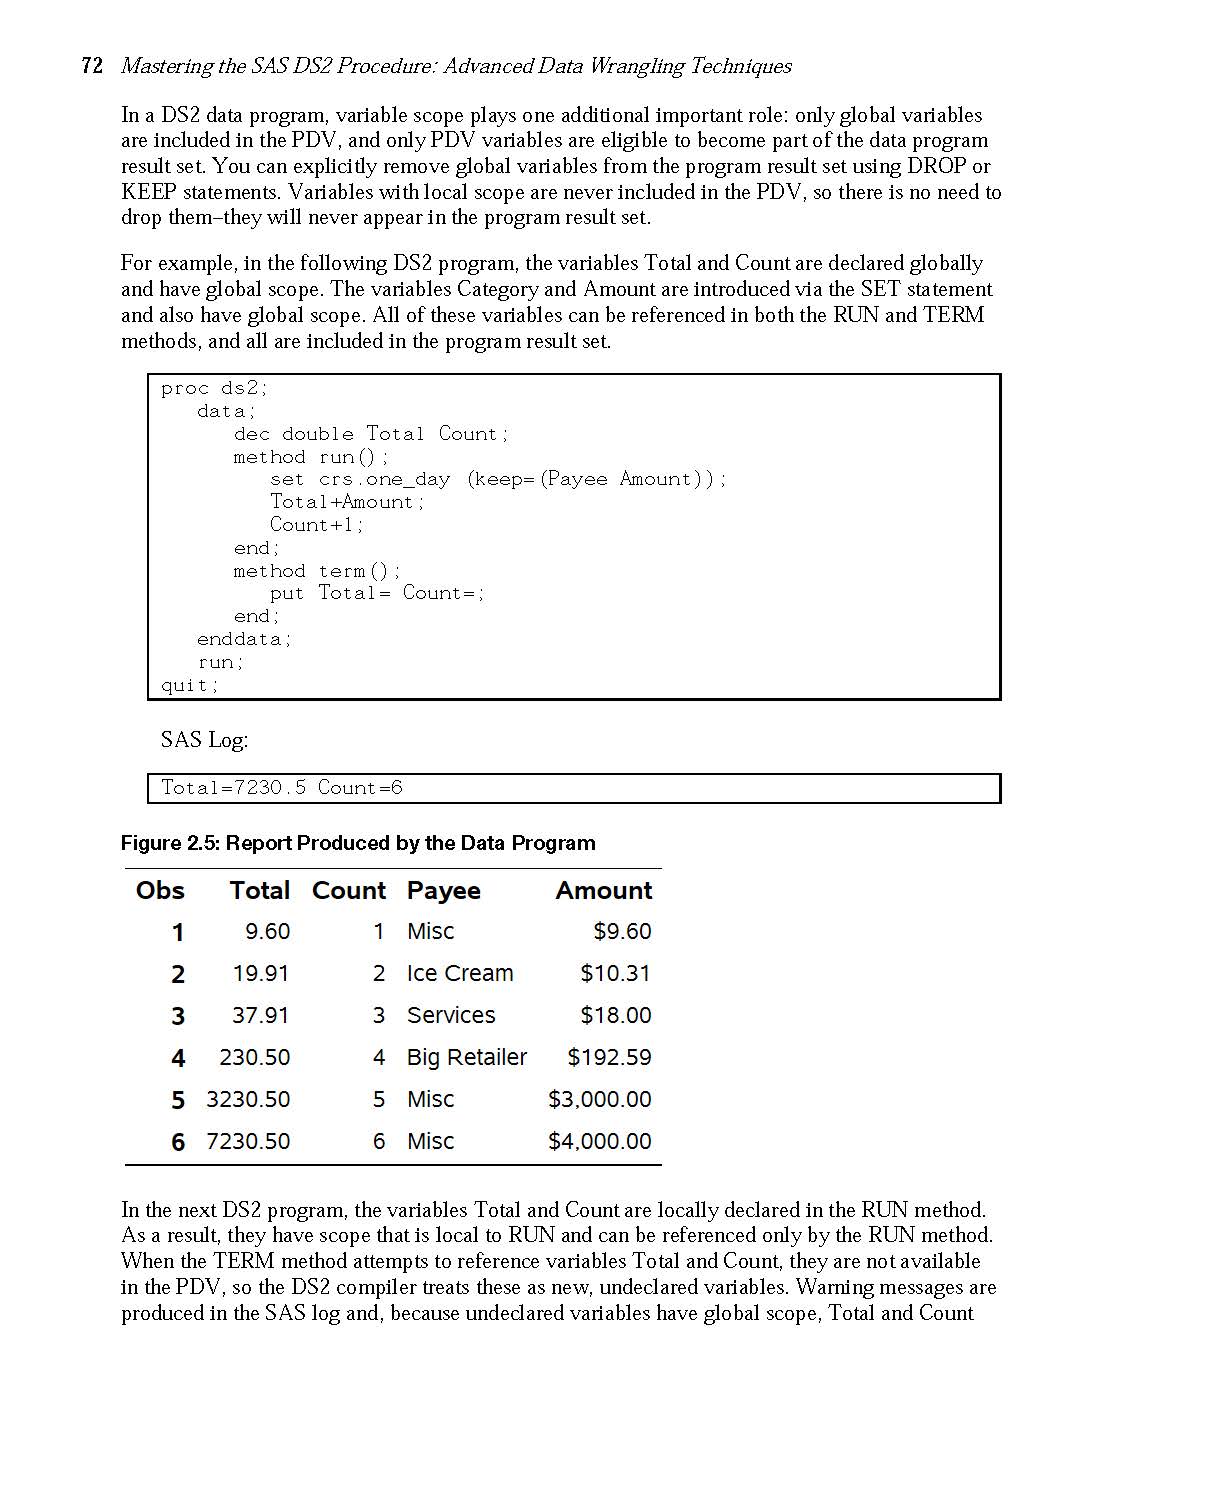 72 Mastering the SAS DS2 Procedure: Advanced Data Wrangling Techniques
In a DS2 data program, variable scope plays one additional important role: only global variables
are included in the PDV, and only PDV variables are eligible to become part of the data program
result set. You can explicitly remove global variables from the program result set using DROP or
KEEP statements. Variables with local scope are never included in the PDV, so there is no need to
drop them–they will never appear in the program result set.
For example, in the following DS2 program, the variables Total and Count are declared globally
and have global scope. The variables Category and Amount are introduced via the SET statement
and also have global scope. All of these variables can be referenced in both the RUN and TERM
methods, and all are included in the program result set.
proc ds2;
data;
dec double Total Count;
method run();
set crs.one_day (keep=(Payee Amount));
Total+Amount;
Count+1;
end;
method term();
put Total= Count=;
end;
enddata;
run;
quit;
SAS Log:
Total=7230.5 Count=6
Figure 2.5: Report Produced by the Data Program
Obs Total Count Payee Amount
1 9.60 1 Misc $9.60
2 19.91 2 Ice Cream $10.31
3 37.91 3 Services $18.00
4 230.50 4 Big Retailer $192.59
5 3230.50 5 Misc $3,000.00
6 7230.50 6 Misc $4,000.00
In the next DS2 program, the variables Total and Count are locally declared in the RUN method.
As a result, they have scope that is local to RUN and can be referenced only by the RUN method.
When the TERM method attempts to reference variables Total and Count, they are not available
in the PDV, so the DS2 compiler treats these as new, undeclared variables. Warning messages are
produced in the SAS log and, because undeclared variables have global scope, Total and Count